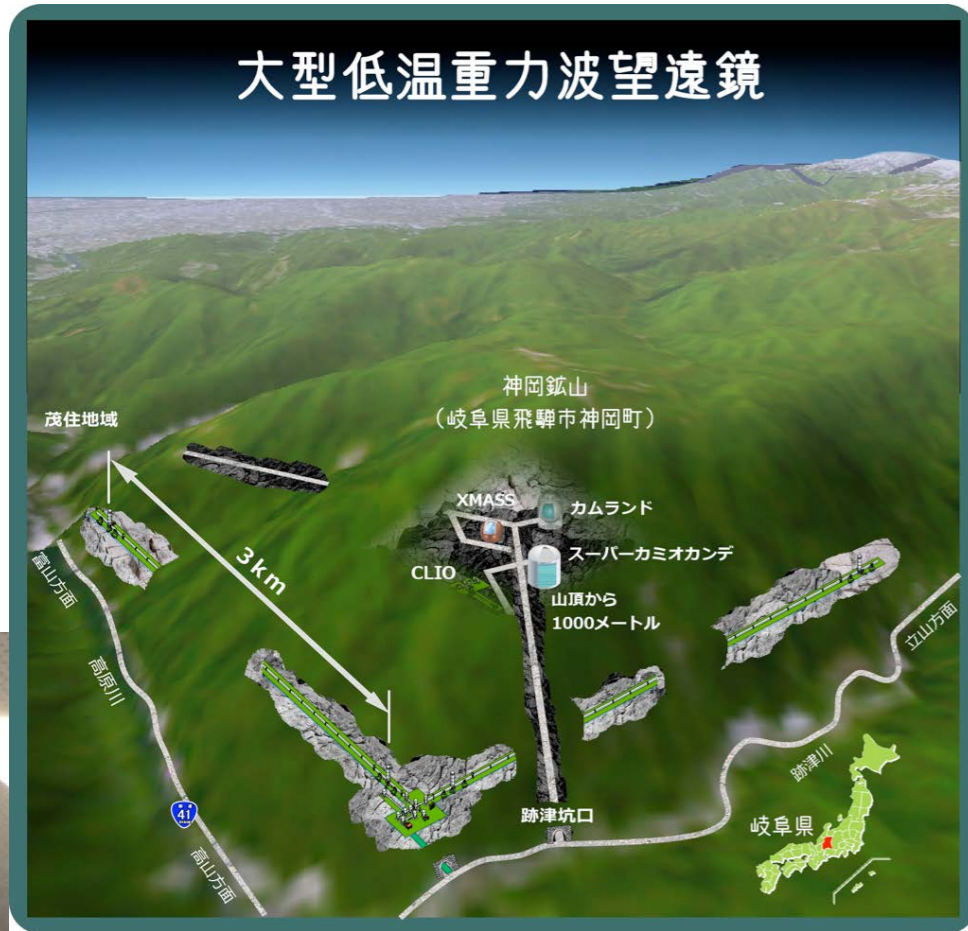 大型低温重力波望遠鏡
神岡鉱山
（岐阜県飛騨市神岡町）
茂住地域
XMASS
カムランド
3km
スーパーカミオカンデ
CLIO
山頂から
1000メートル
富山方面
立山方面
高原川
跡津川
41
跡津坑口
岐阜県
高山方面